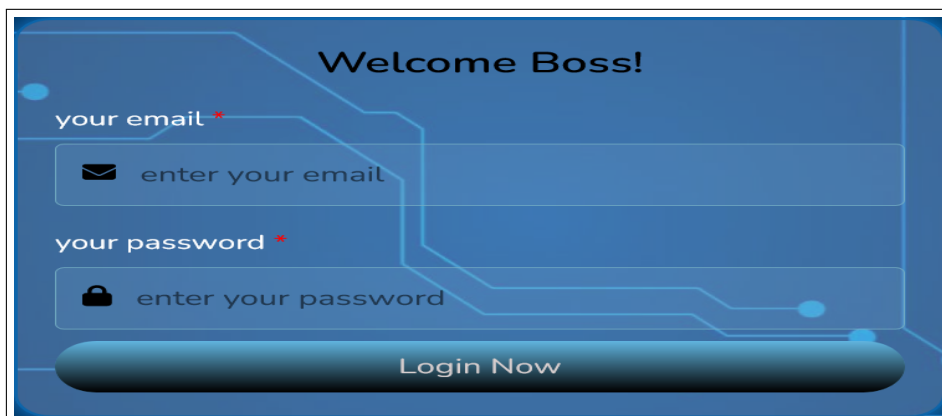 Welcome Boss!
your email *
enter your email
your password *
enter your password
Login Now